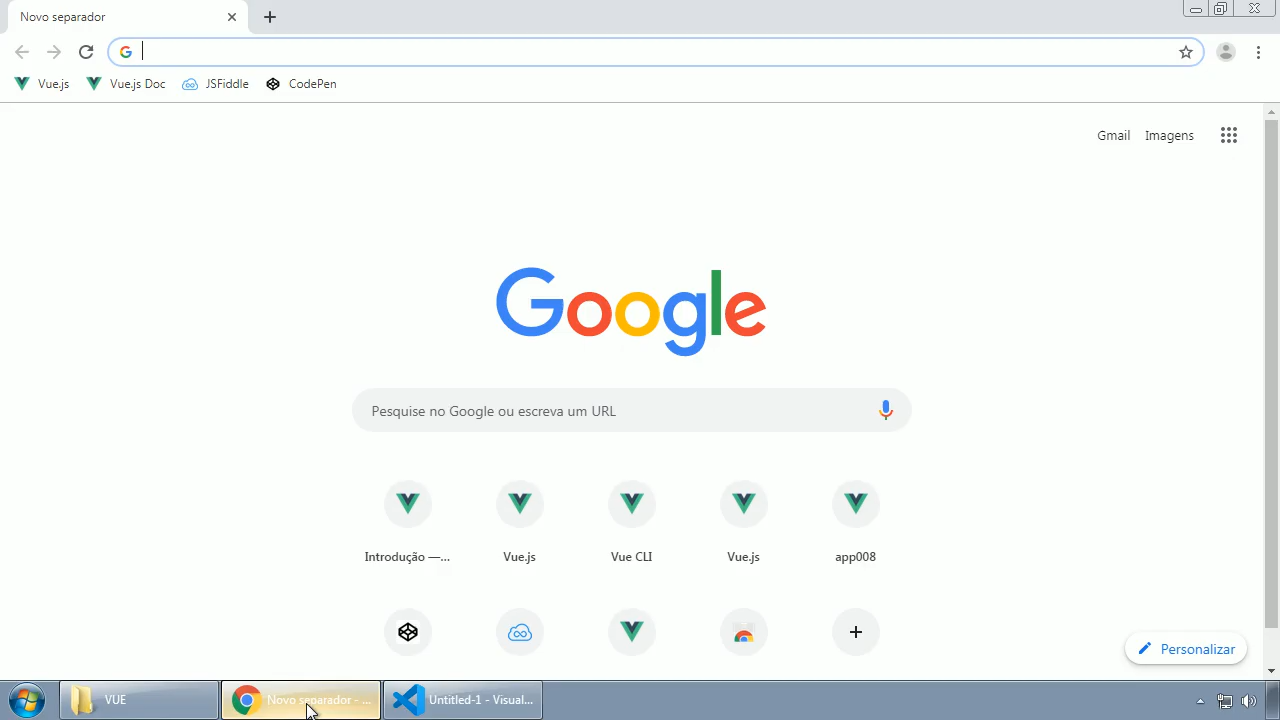 Novo separador
Vue.js
Vue.js Doc
JSFiddle
CodePen
Gmail
Imagens
Google
Pesquise no Google ou escreva um URL
Introdução —...
Vue.js
Vue CLI
Vue.js
app008
Personalizar
VUE
Novo separador - ...
Untitled-1 - Visual...